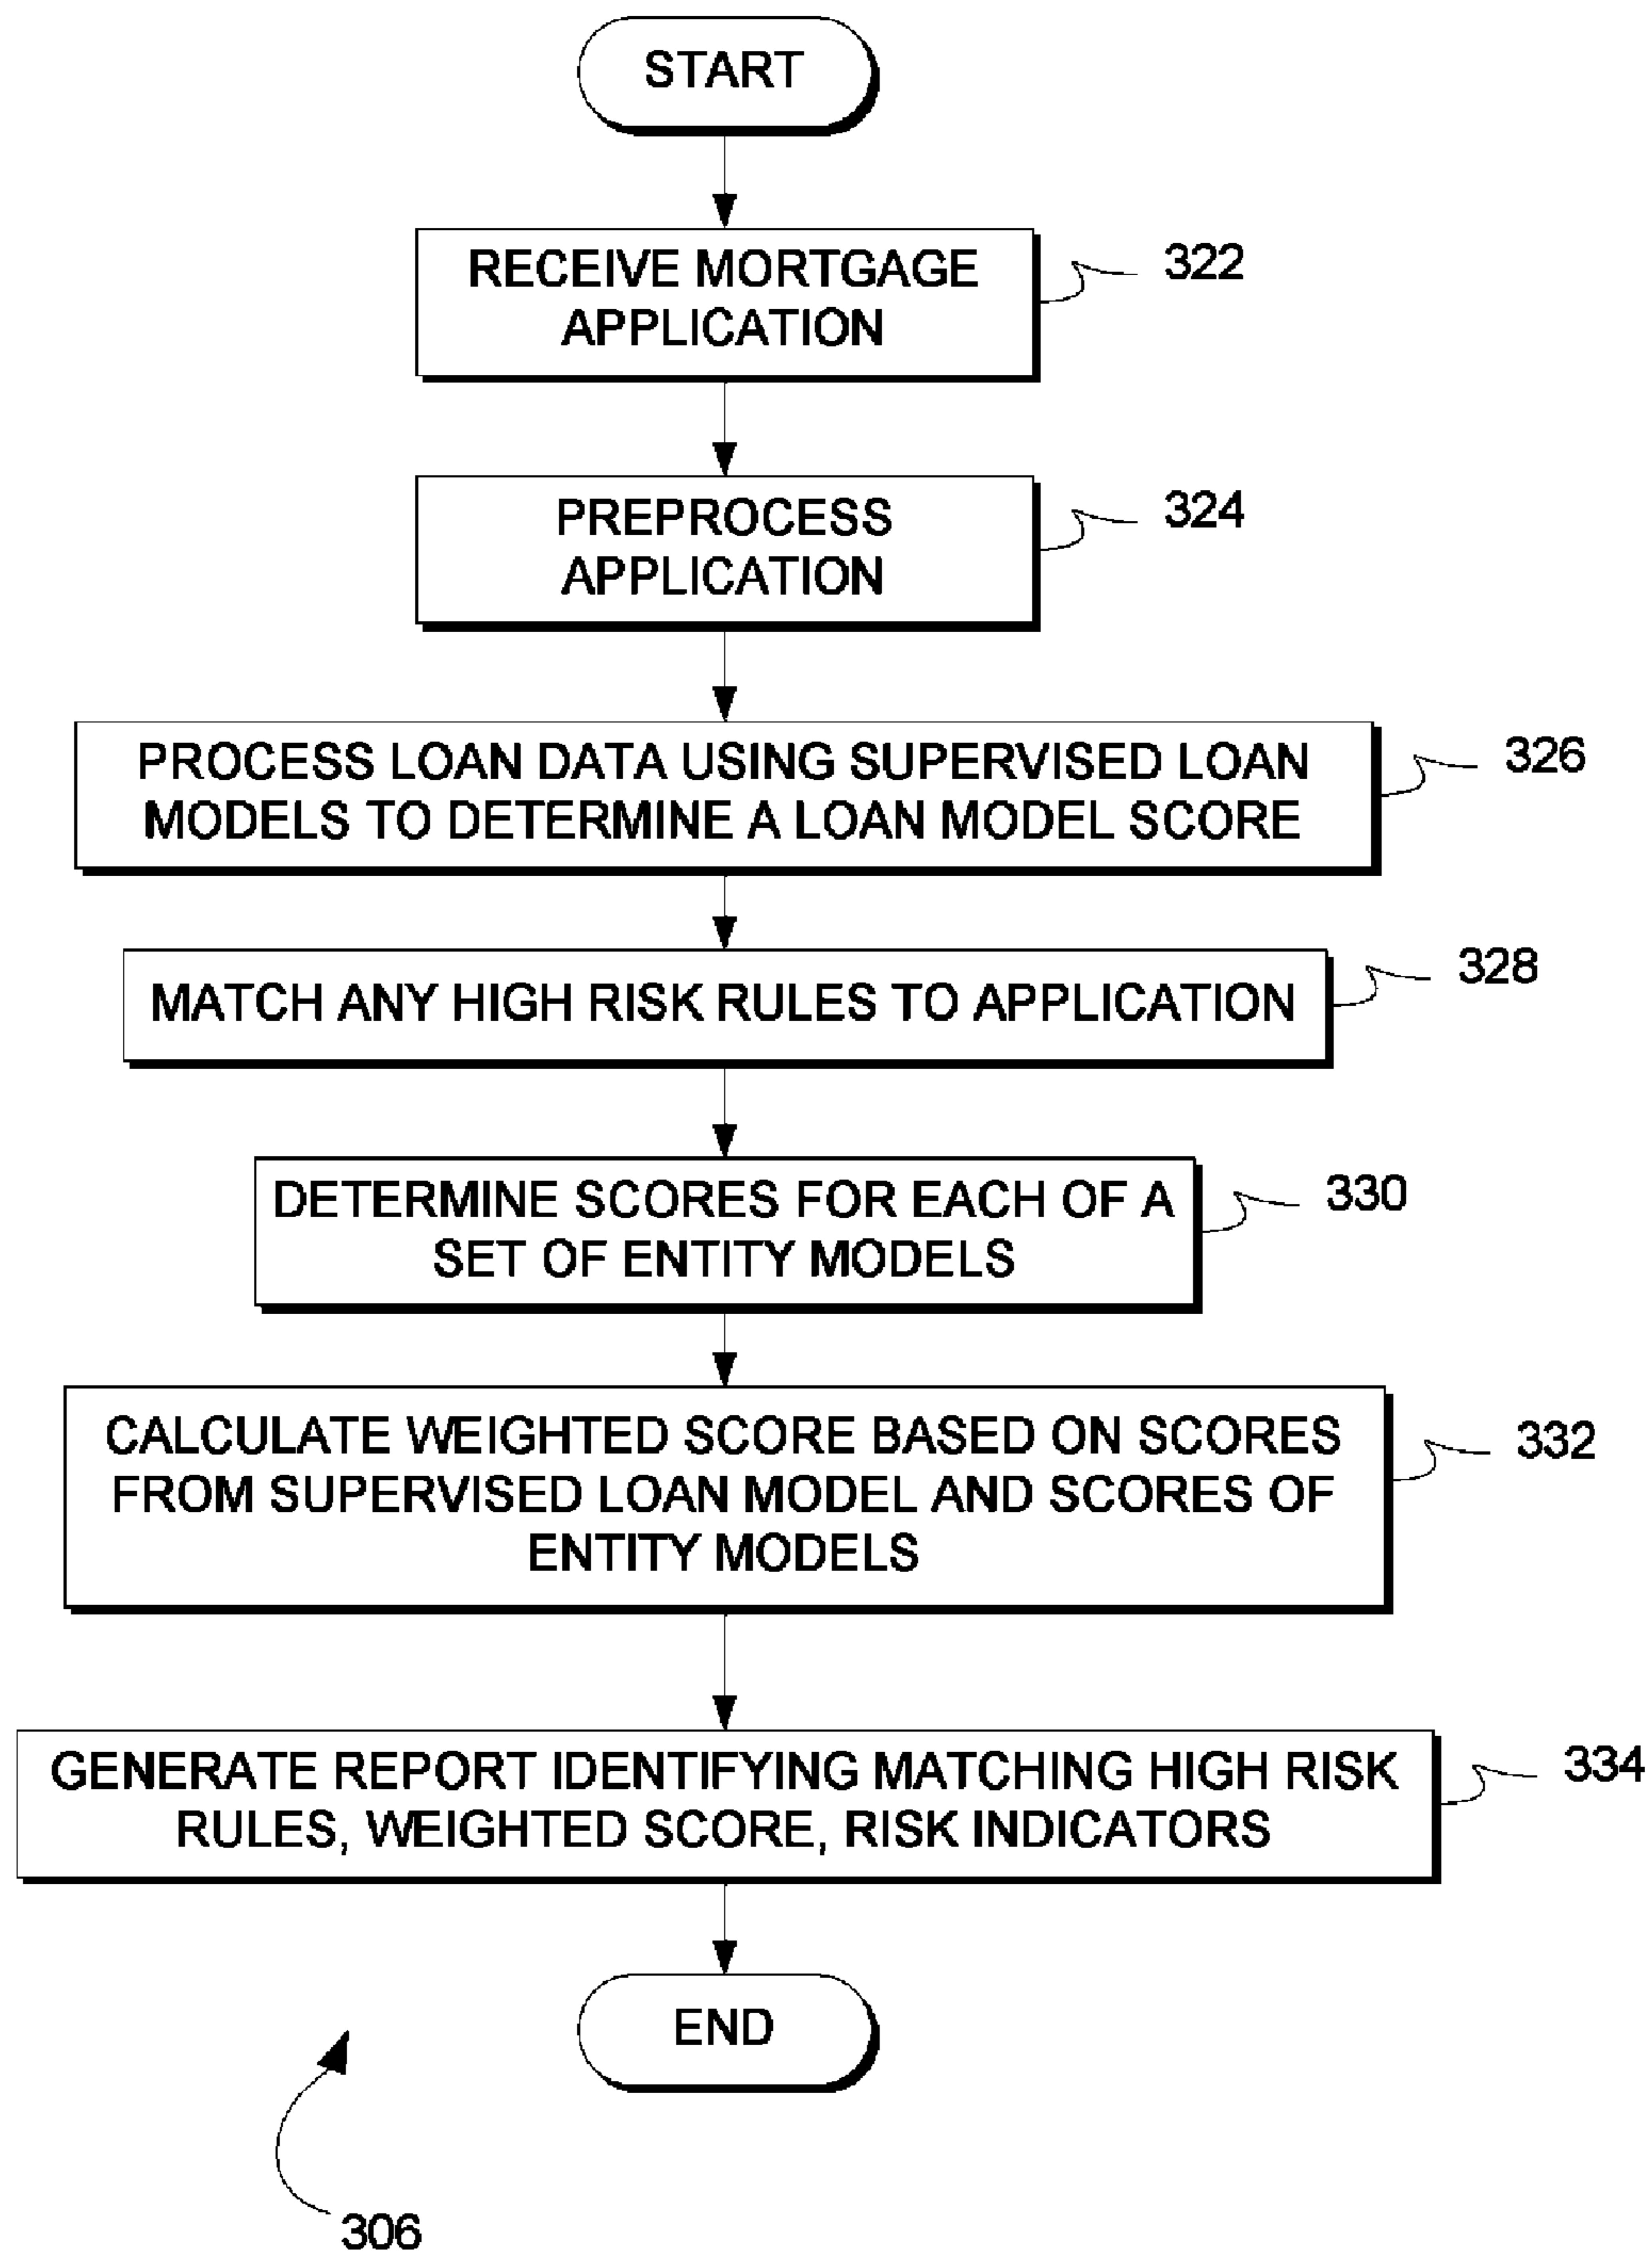 START
RECEIVE MORTGAGE
APPLICATION
322
PREPROCESS
APPLICATION
324
PROCESS LOAN DATA USING SUPERVISED LOAN
MODELS TO DETERMINE A LOAN MODEL SCORE
326
MATCH ANY HIGH RISK RULES TO APPLICATION
328
DETERMINE SCORES FOR EACH OF A
SET OF ENTITY MODELS
330
CALCULATE WEIGHTED SCORE BASED ON SCORES
FROM SUPERVISED LOAN MODEL AND SCORES OF
ENTITY MODELS
332
GENERATE REPORT IDENTIFYING MATCHING HIGH RISK
RULES, WEIGHTED SCORE, RISK INDICATORS
334
END
306